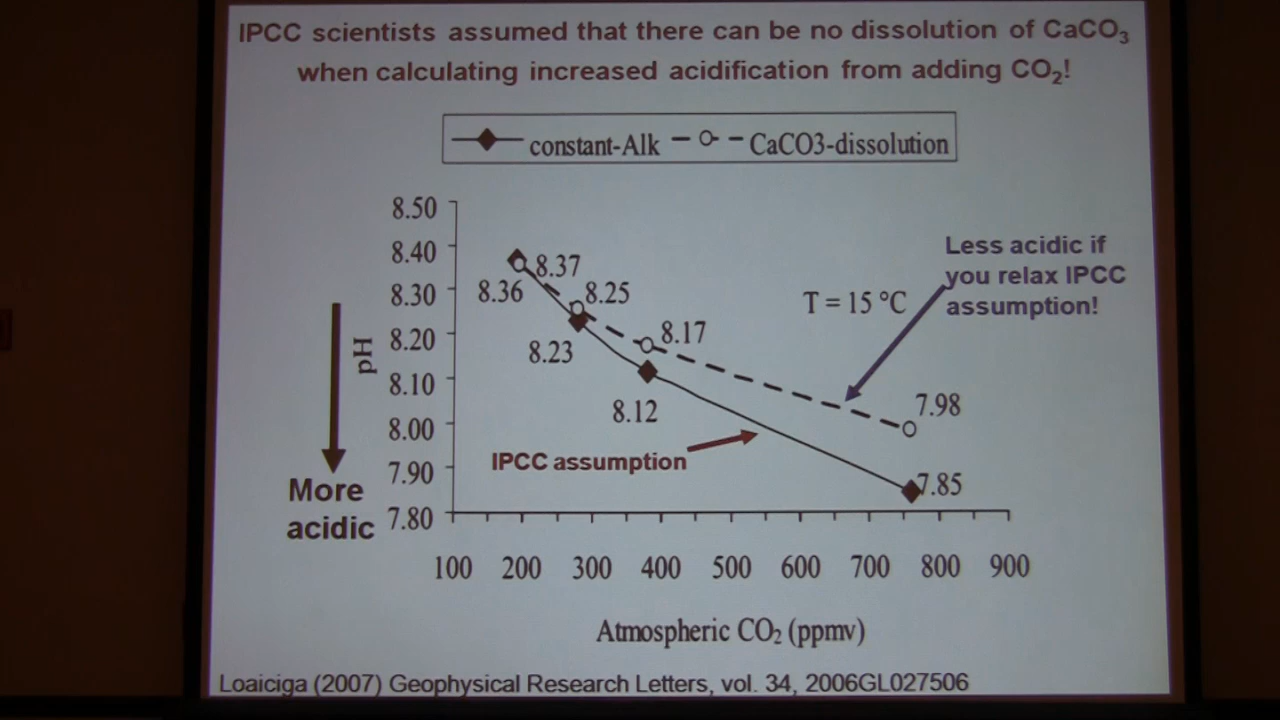 IPCC scientists assumed that there can be no dissolution of CaCO₃
when calculating increased acidification from adding CO₂!
constant-Alk
CaCO3-dissolution
8.50
8.40
8.30
8.20
8.10
8.00
7.90
7.80
pH
More
acidic
8.37
8.36
8.25
8.23
8.17
8.12
7.98
7.85
T = 15 °C
Less acidic if
you relax IPCC
assumption!
IPCC assumption
100 200 300 400 500 600 700 800 900
Atmospheric CO₂ (ppmv)
Loaiciga (2007) Geophysical Research Letters, vol. 34, 2006GL027506